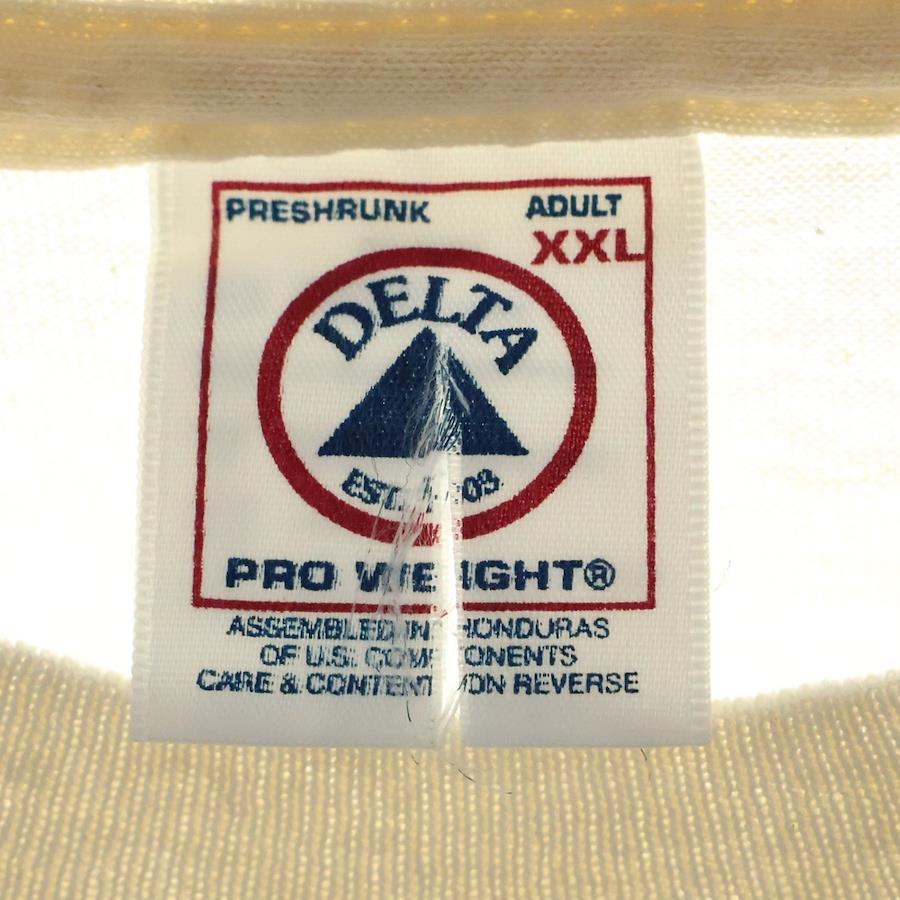 PRESHRUNK ADULT
XXL
DELTA
EST.
PRO WEIGHT®
ASSEMBLED IN HONDURAS
OF U.S. COMPONENTS
CARE & CONTENT ON REVERSE